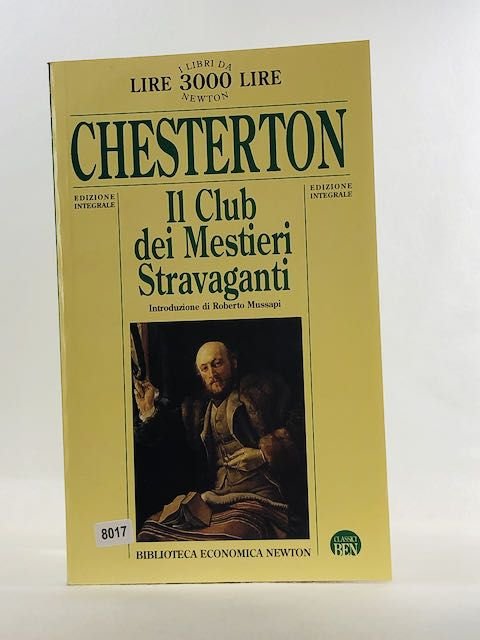 I LIBRI DA
LIRE 3000 LIRE
NEWTON
CHESTERTON
EDIZIONE
INTEGRALE
EDIZIONE
INTEGRALE
Il Club
dei Mestieri
Stravaganti
Introduzione di Roberto Mussapi
8017
BIBLIOTECA ECONOMICA NEWTON
CLASSICI
BEN